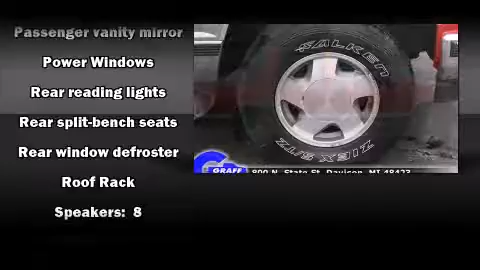 Passenger vanity mirror
Power Windows
Rear reading lights
Rear split-bench seats
Rear window defroster
Roof Rack
Speakers: 8
FALKEN
ZIEX S/TZ
GRAFF
800 N. State St. Davison, MI 48423